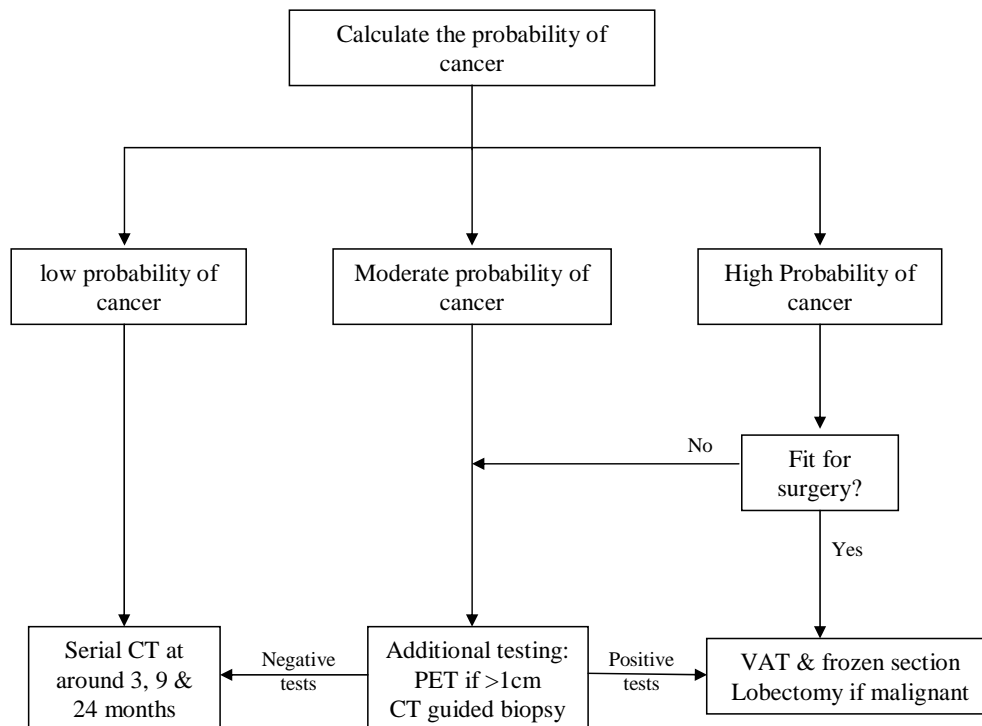 Calculate the probability of
cancer
low probability of
cancer
Moderate probability of
cancer
High Probability of
cancer
No
Fit for
surgery?
Yes
Serial CT at
around 3, 9 &
24 months
Negative
tests
Additional testing:
PET if >1cm
CT guided biopsy
Positive
tests
VAT & frozen section
Lobectomy if malignant